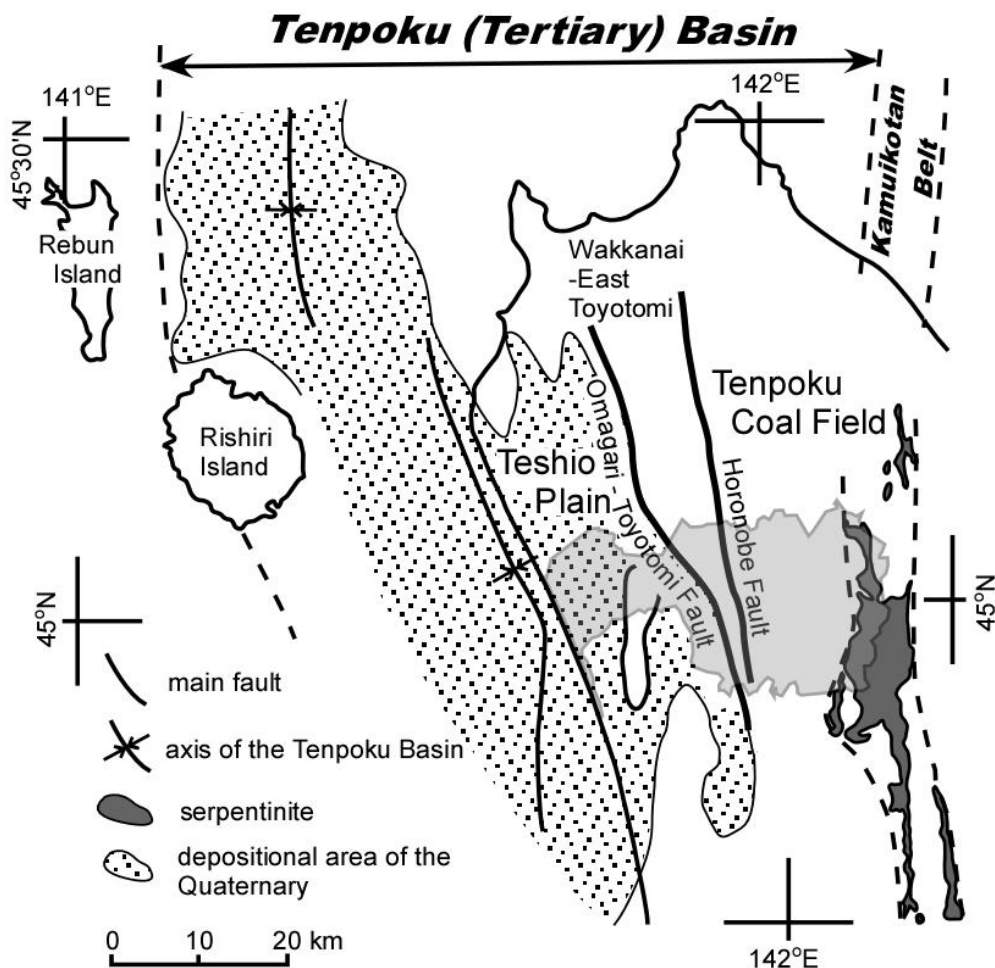 Tenpoku (Tertiary) Basin
141°E
142°E
45°30'N
Kamuikotan
Belt
Rebun
Island
Wakkanai
-East
Toyotomi
Tenpoku
Coal Field
Rishiri
Island
Teshio
Plain
Omagari - Toyotomi Fault
Horonobe Fault
45°N
45°N
main fault
axis of the Tenpoku Basin
serpentinite
depositional area of the
Quaternary
0 10 20 km
142°E